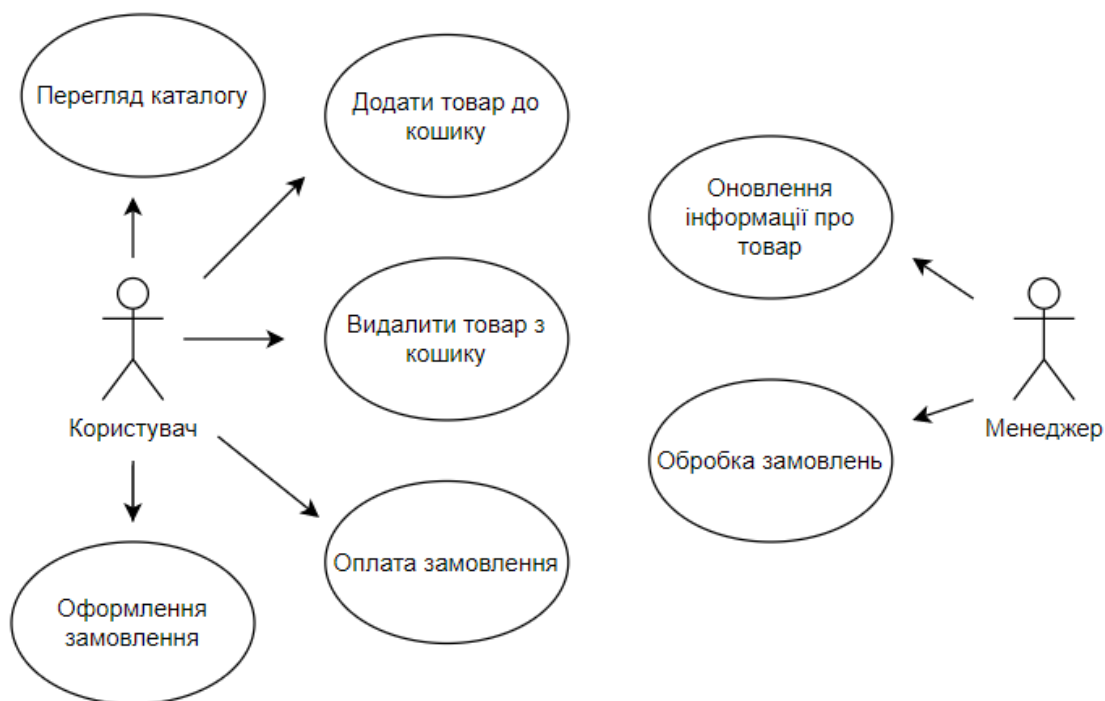 Перегляд каталогу
Додати товар до
кошику
Оновлення
інформації про
товар
Видалити товар з
кошику
Користувач
Менеджер
Обробка замовлень
Оплата замовлення
Оформлення
замовлення